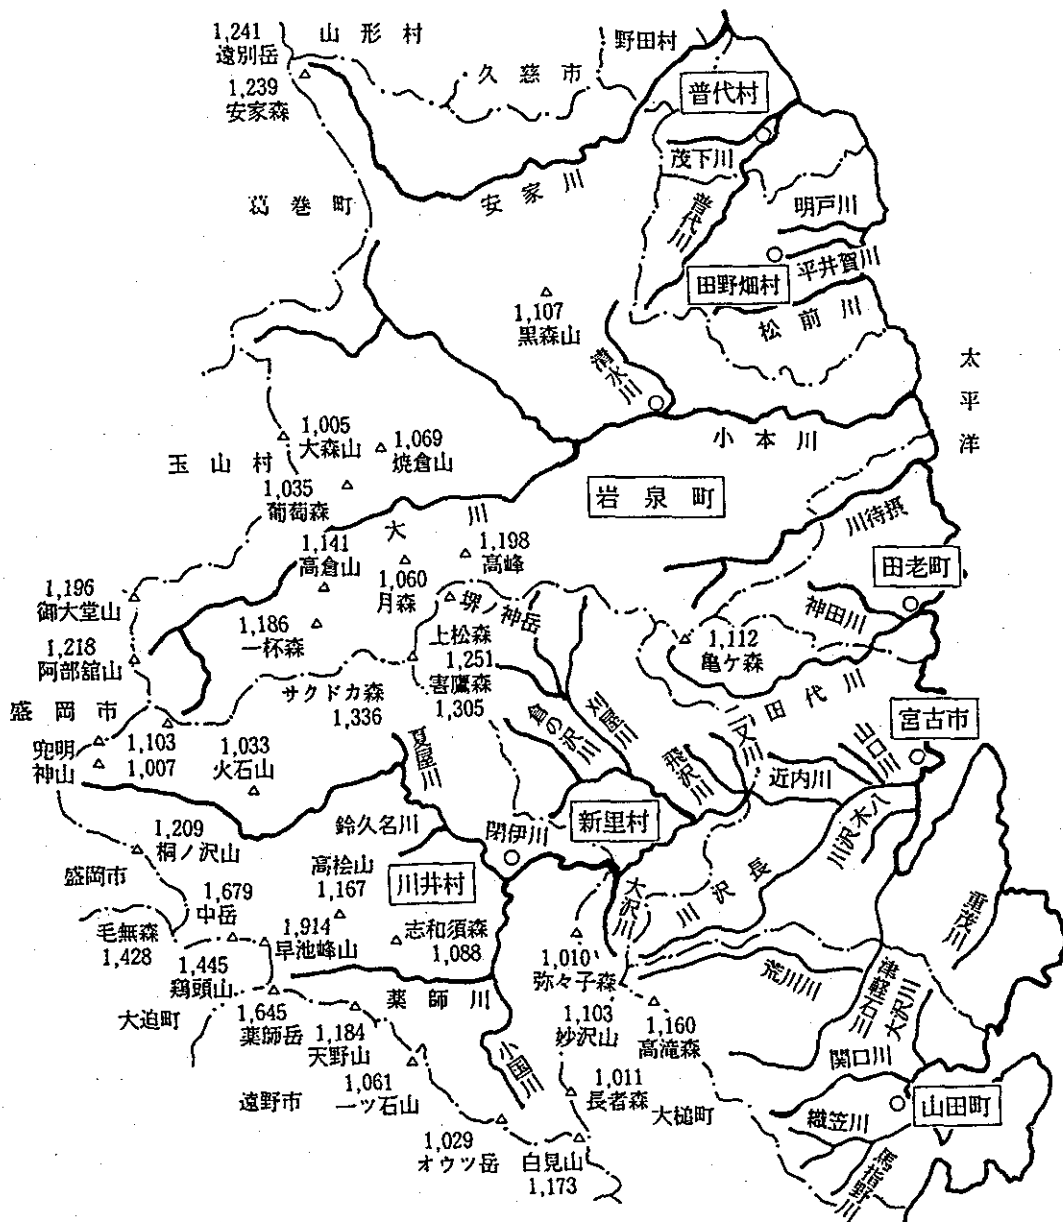 1,241
遠別岳
山形村
野田村
久慈市
1,239
安家森
普代村
茂下川
安家川
普代川
葛巻町
明戸川
平井賀川
田野畑村
松前川
1,107
黒森山
清水川
太平洋
小本川
1,005
大森山
1,069
焼倉山
玉山村
1,035
葡萄森
岩泉町
大川
川待摂
1,141
高倉山
1,198
高峰
1,060
月森
田老町
1,196
御大堂山
堺ノ神岳
神田川
1,186
一杯森
上松森
1,251
1,112
亀ケ森
1,218
阿部舘山
害鷹森
1,305
サクドカ森
1,336
田代川
盛岡市
刈屋川
倉の沢川
二又川
宮古市
兜明神山
1,103
1,007
1,033
火石山
夏屋川
飛沢川
近内川
山口川
新里村
鈴久名川
閉伊川
1,209
桐ノ沢山
八木沢川
盛岡市
高桧山
1,167
川井村
大沢川
長沢川
1,679
中岳
重茂川
毛無森
1,428
1,914
早池峰山
志和須森
1,088
1,010
弥々子森
荒川川
津軽石川
大沢川
1,445
鶏頭山
薬師川
大迫町
1,645
薬師岳
1,184
天野山
1,103
妙沢山
1,160
高滝森
関口川
小国川
1,061
一ツ石山
1,011
長者森
遠野市
大槌町
織笠川
山田町
1,029
オウツ岳
白見山
1,173
馬指野川